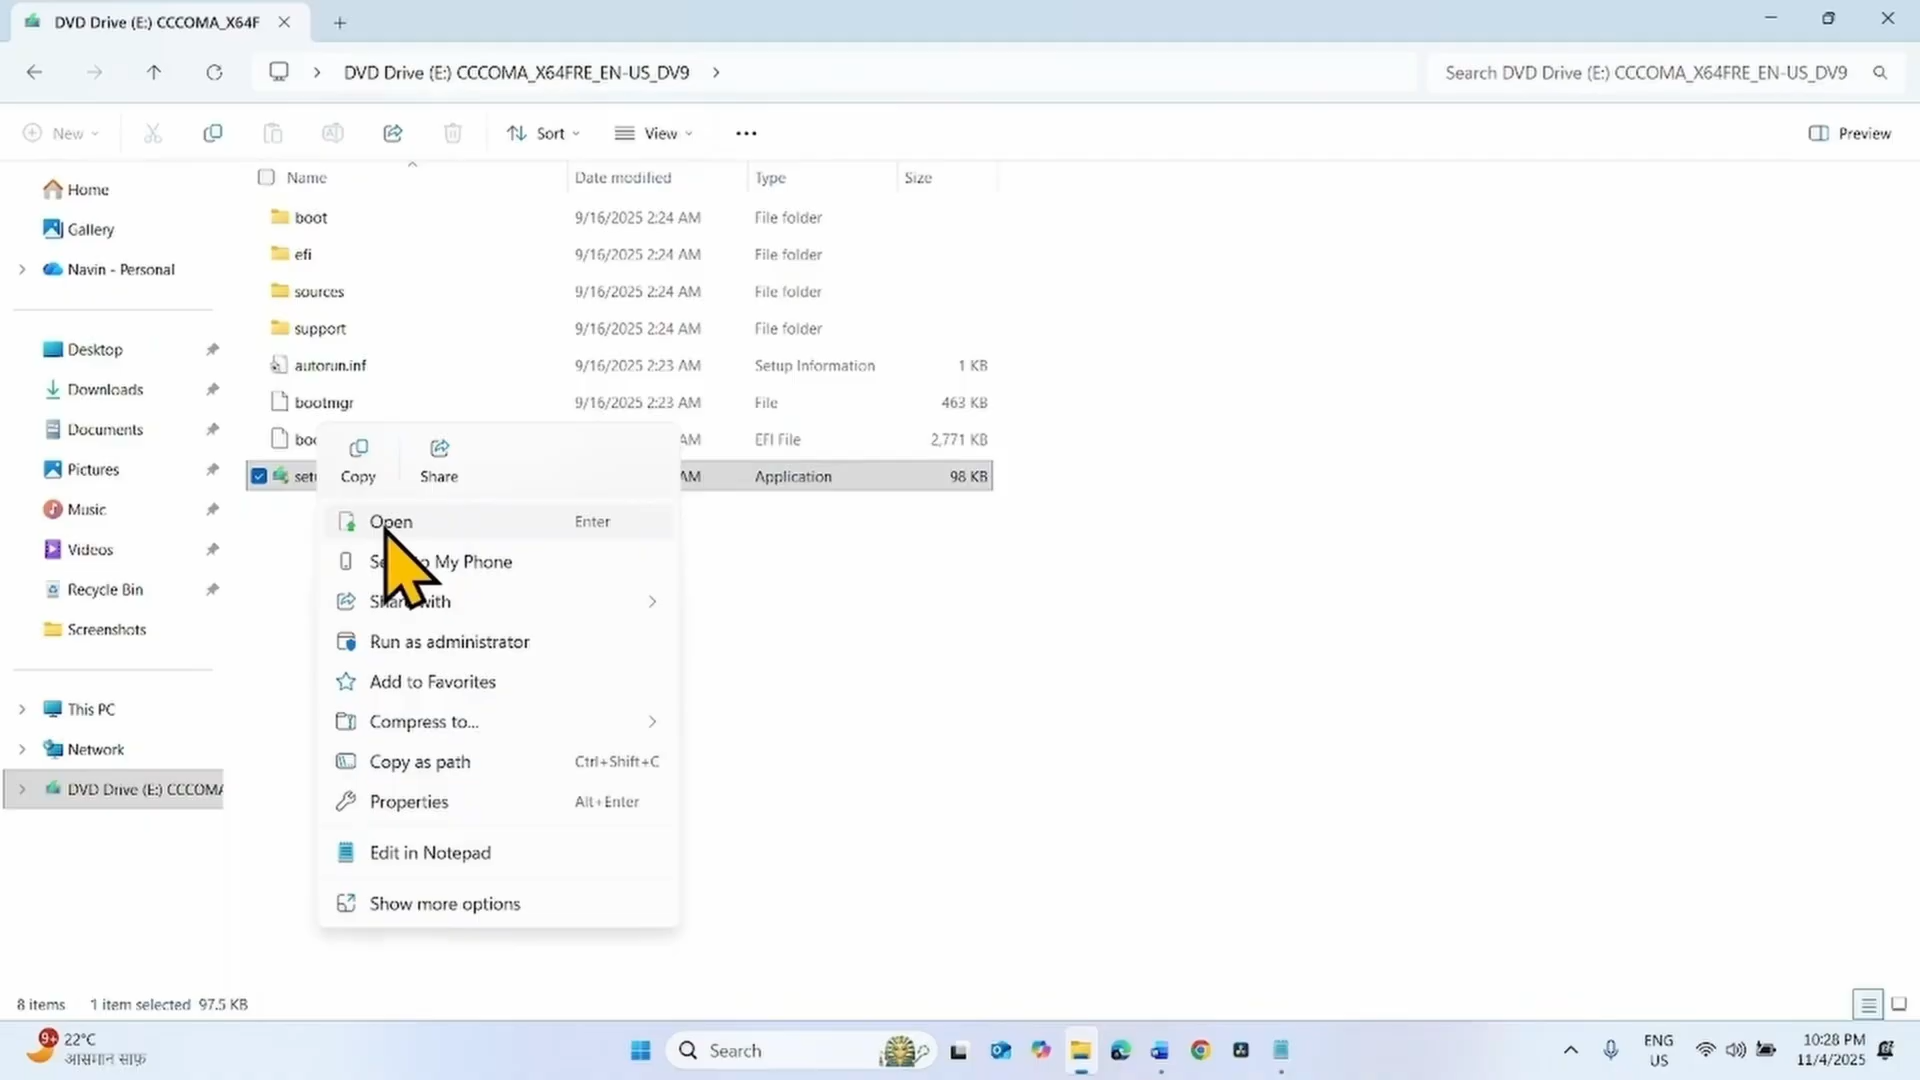 DVD Drive (E:) CCCOMA_X64F
DVD Drive (E:) CCCOMA_X64FRE_EN-US_DV9
Search DVD Drive (E:) CCCOMA_X64FRE_EN-US_DV9
New
Sort
View
Preview
Name Date modified Type Size
Home
Gallery
Navin - Personal
Desktop
Downloads
Documents
Pictures
Music
Videos
Recycle Bin
Screenshots
This PC
Network
DVD Drive (E:) CCCOMA
boot 9/16/2025 2:24 AM File folder
efi 9/16/2025 2:24 AM File folder
sources 9/16/2025 2:24 AM File folder
support 9/16/2025 2:24 AM File folder
autorun.inf 9/16/2025 2:23 AM Setup Information 1 KB
bootmgr 9/16/2025 2:23 AM File 463 KB
AM EFI File 2,771 KB
AM Application 98 KB
Copy Share
Open Enter
My Phone
Share with
Run as administrator
Add to Favorites
Compress to...
Copy as path Ctrl+Shift+C
Properties Alt+Enter
Edit in Notepad
Show more options
8 items 1 item selected 97.5 KB
9+ 22°C
आसमान साफ़
Search
ENG
US
10:28 PM
11/4/2025